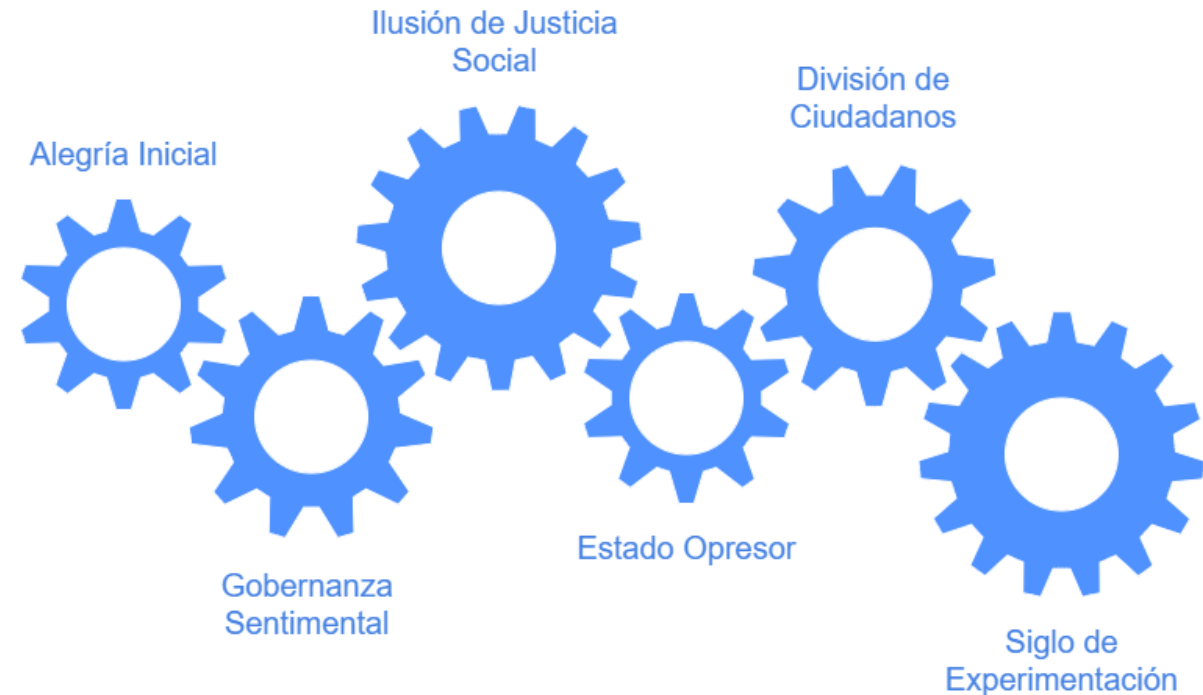 Ilusión de Justicia
Social
División de
Ciudadanos
Alegría Inicial
Estado Opresor
Gobernanza
Sentimental
Siglo de
Experimentación